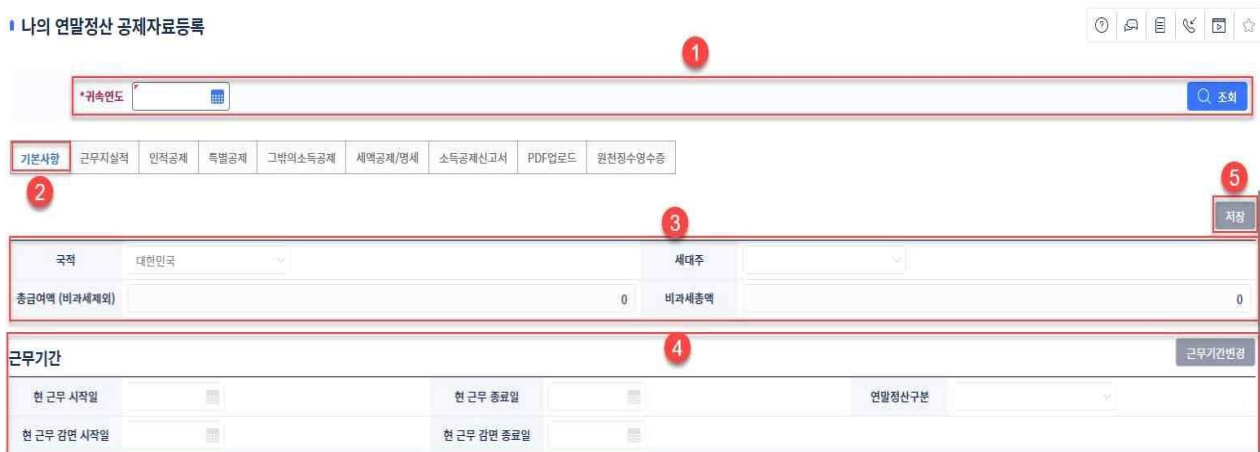 나의 연말정산 공제자료등록
1
*귀속연도 조회
기본사항 근무지실적 인적공제 특별공제 그밖의소득공제 세액공제/명세 소득공제신고서 PDF업로드 원천징수영수증
2 5
저장
3
국적 대한민국 세대주
총급여액 (비과세제외) 0 비과세총액 0
4
근무기간 근무기간변경
현 근무 시작일 현 근무 종료일 연말정산구분
현 근무 감면 시작일 현 근무 감면 종료일